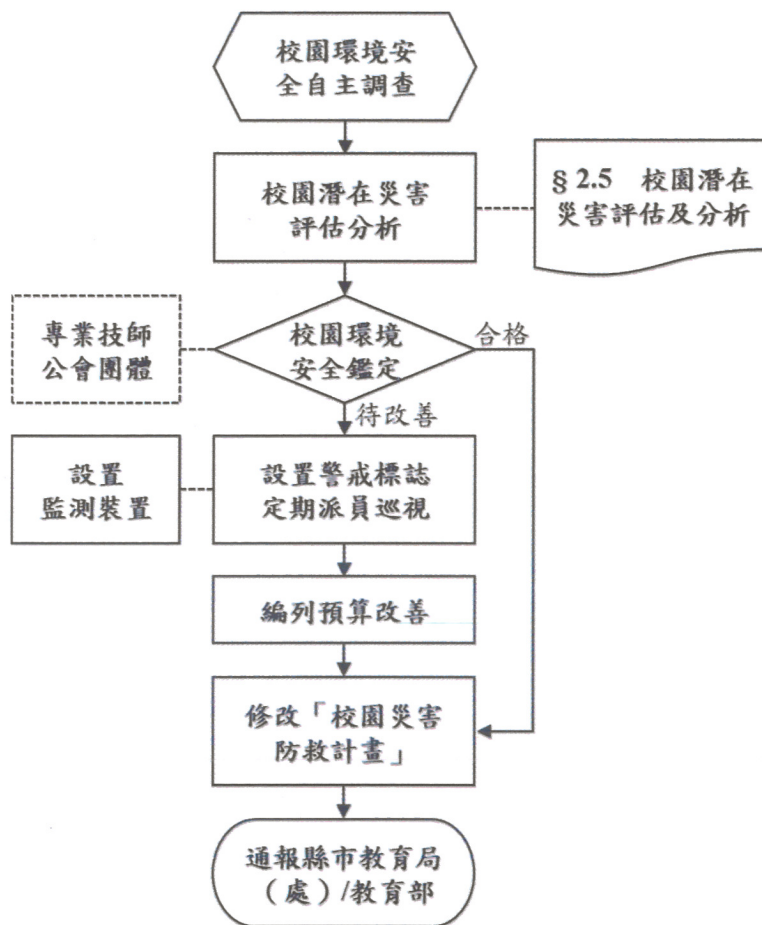 校園環境安
全自主調查
校園潛在災害
評估分析
§ 2.5 校園潛在
災害評估及分析
專業技師
公會團體
校園環境
安全鑑定
合格
待改善
設置
監測裝置
設置警戒標誌
定期派員巡視
編列預算改善
修改「校園災害
防救計畫」
通報縣市教育局
（處）/教育部